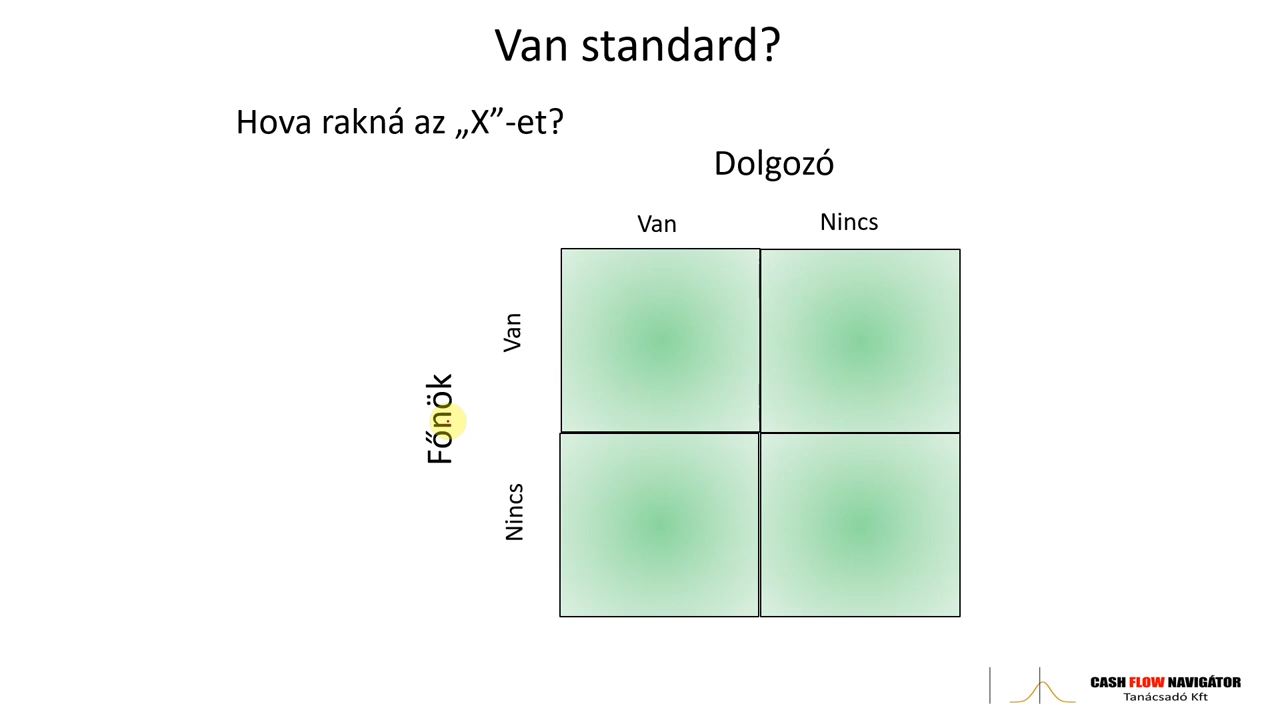 Van standard?
Hova rakná az „X”-et?
Dolgozó
Van
Nincs
Van
Főnök
Nincs
CASH FLOW NAVIGÁTOR
Tanácsadó Kft